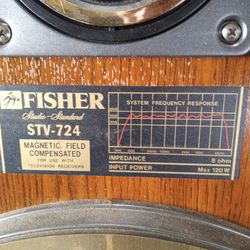 FISHER
Studio-Standard
STV-724
MAGNETIC FIELD
COMPENSATED
FOR USE WITH
TELEVISION RECEIVERS
SYSTEM FREQUENCY RESPONSE
IMPEDANCE 8 ohm
INPUT POWER Max 120W